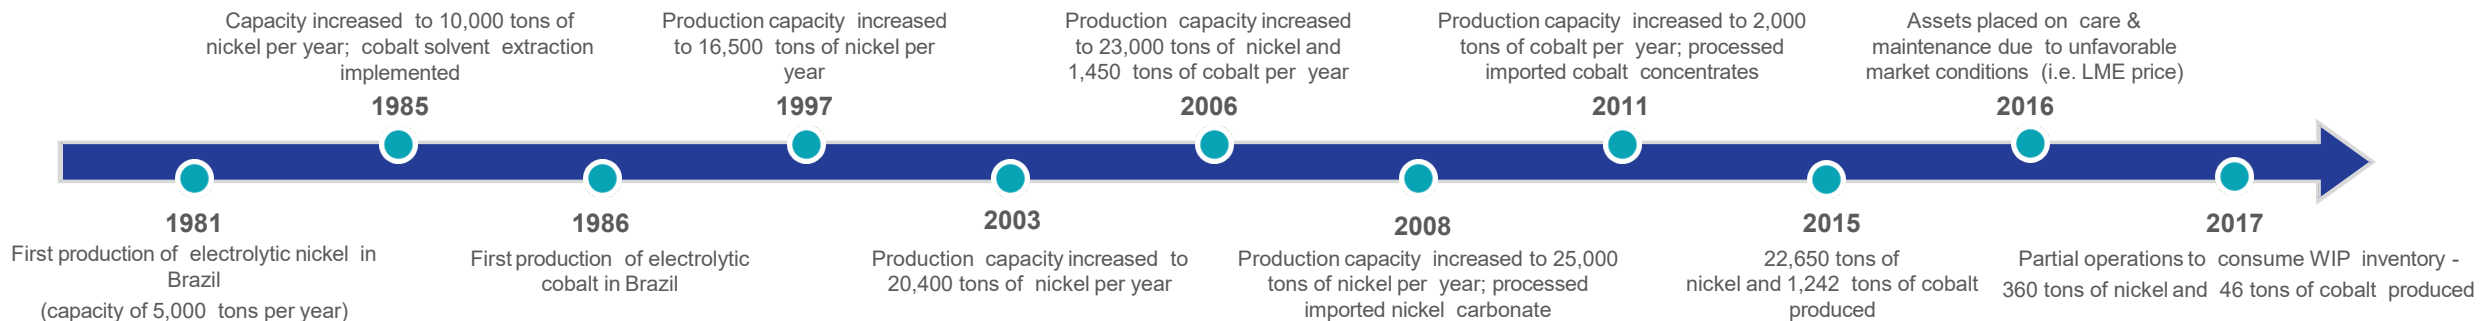 Capacity increased to 10,000 tons of
nickel per year; cobalt solvent extraction
implemented
1985
Production capacity increased
to 16,500 tons of nickel per
year
1997
Production capacity increased
to 23,000 tons of nickel and
1,450 tons of cobalt per year
2006
Production capacity increased to 2,000
tons of cobalt per year; processed
imported cobalt concentrates
2011
Assets placed on care &
maintenance due to unfavorable
market conditions (i.e. LME price)
2016
1981
First production of electrolytic nickel in
Brazil
(capacity of 5,000 tons per year)
1986
First production of electrolytic
cobalt in Brazil
2003
Production capacity increased to
20,400 tons of nickel per year
2008
Production capacity increased to 25,000
tons of nickel per year; processed
imported nickel carbonate
2015
22,650 tons of
nickel and 1,242 tons of cobalt
produced
2017
Partial operations to consume WIP inventory -
360 tons of nickel and 46 tons of cobalt produced